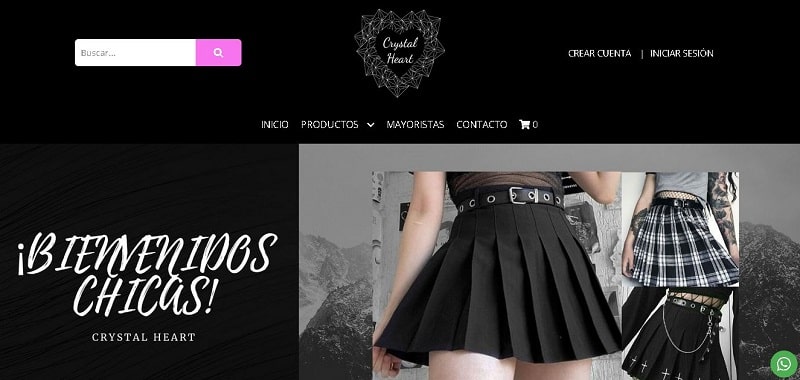 Buscar...
Crystal
Heart
CREAR CUENTA | INICIAR SESIÓN
INICIO PRODUCTOS MAYORISTAS CONTACTO 0
¡BIENVENIDOS
CHICAS!
CRYSTAL HEART